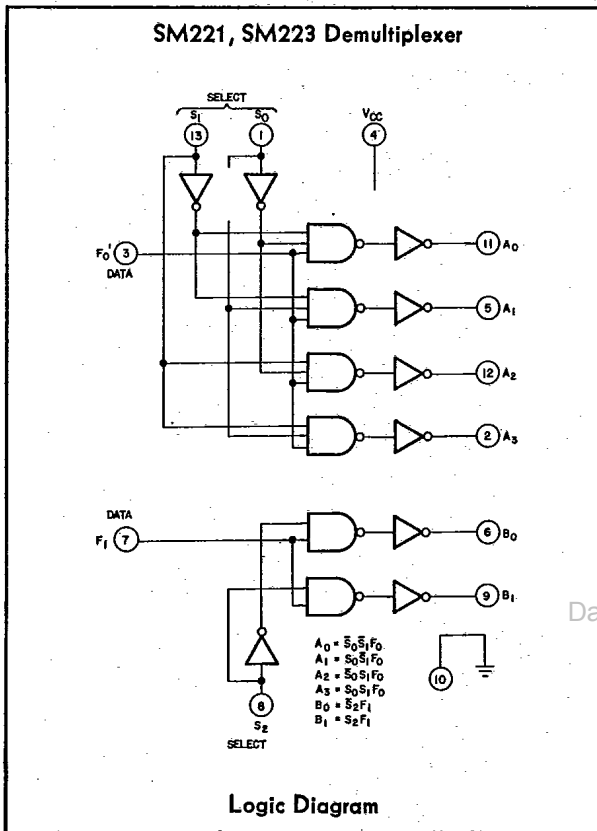 SM221, SM223 Demultiplexer
SELECT
S₁ S₀ V_CC
13 1 4
F₀' 3
DATA
11 A₀
5 A₁
12 A₂
2 A₃
DATA
F₁ 7
6 B₀
9 B₁
Da
A₀ = S̅₀S̅₁F₀
A₁ = S₀S̅₁F₀
A₂ = S̅₀S₁F₀
A₃ = S₀S₁F₀
B₀ = S̅₂F₁
B₁ = S₂F₁
10
8
S₂
SELECT
Logic Diagram